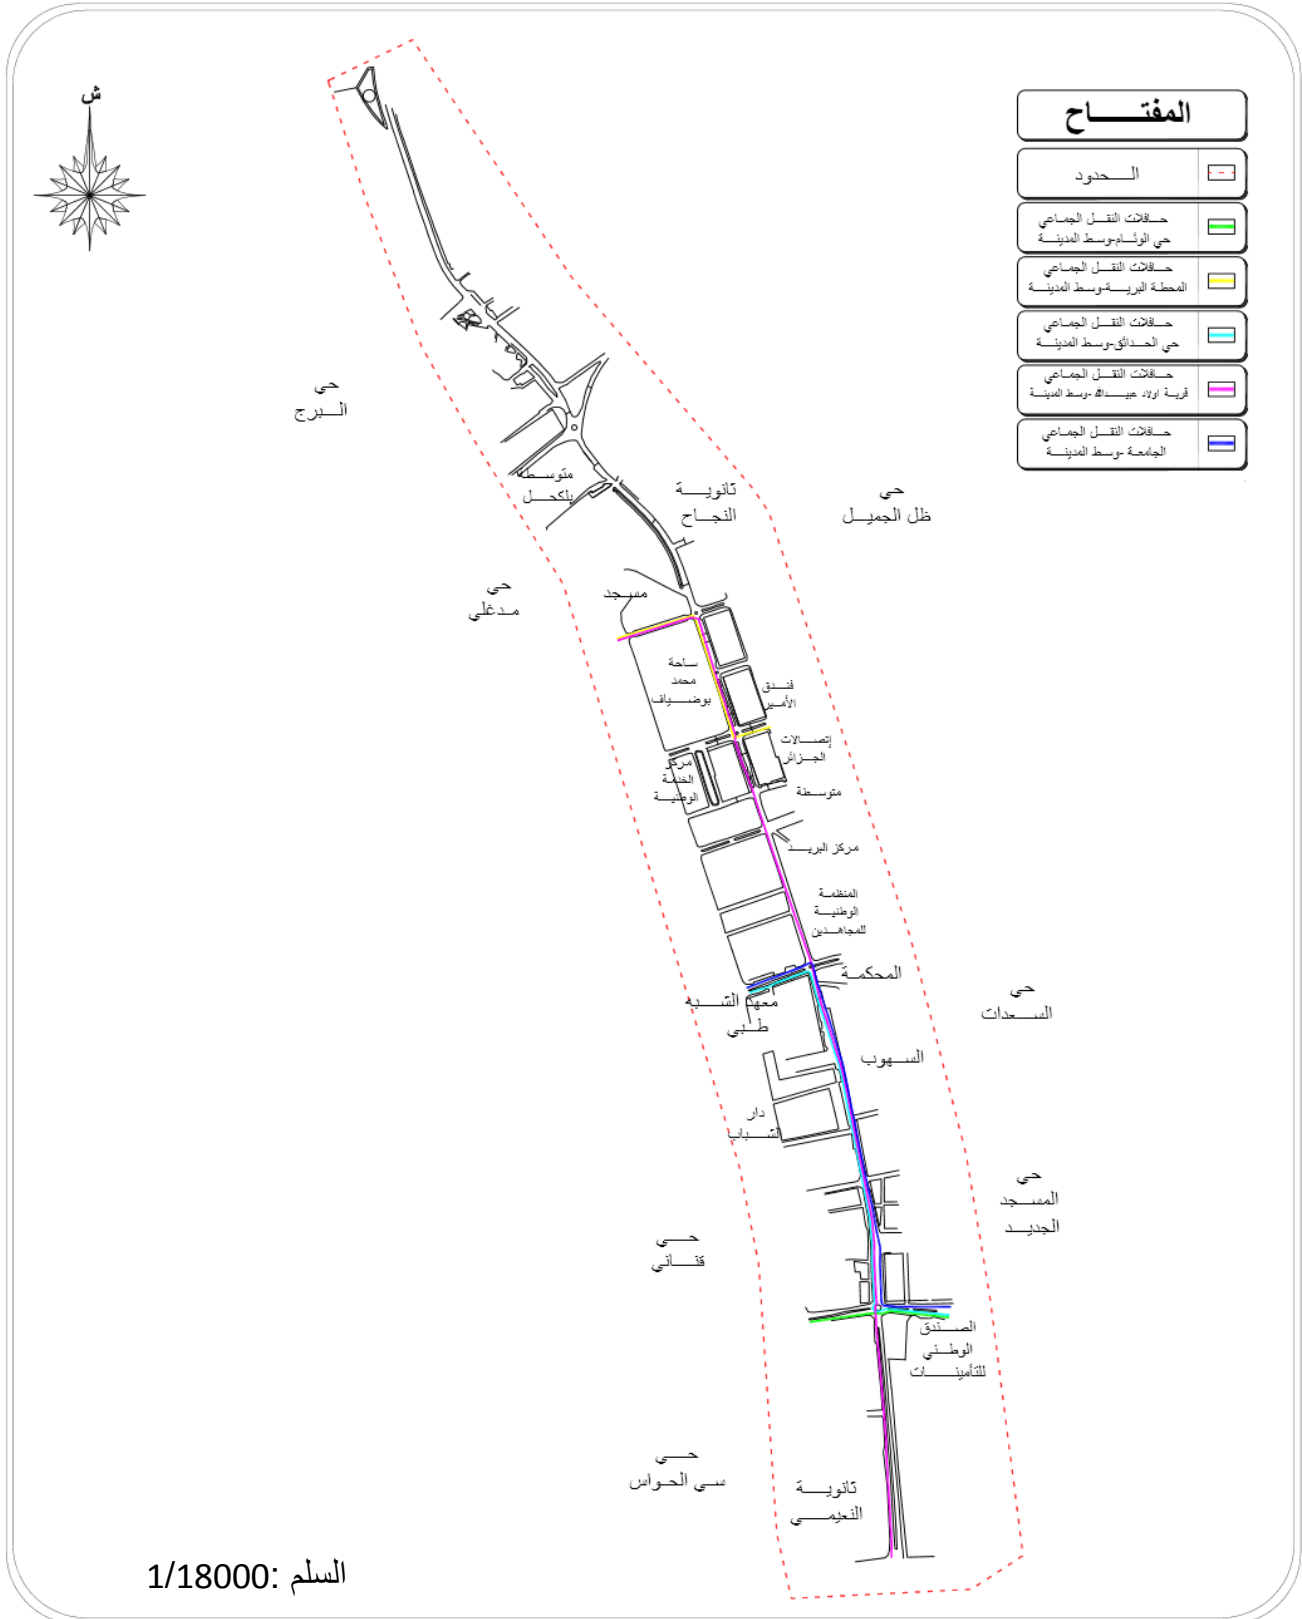 ش
المفتاح
الحدود
حافلات النقل الجماعي
حي الوئام-وسط المدينة
حافلات النقل الجماعي
المحطة البرية-وسط المدينة
حافلات النقل الجماعي
حي الحدائق-وسط المدينة
حافلات النقل الجماعي
قرية اولاد عبيدالله -وسط المدينة
حافلات النقل الجماعي
الجامعة -وسط المدينة
حي
البرج
متوسطة
بلكحل
ثانوية
النجاح
حي
ظل الجميل
حي
مدغلي
مسجد
ساحة
محمد
بوضياف
فندق
الأمير
إتصالات
الجزائر
مركز
الخدمة
الوطنية
متوسطة
مركز البريد
المنظمة
الوطنية
للمجاهدين
المحكمة
معهد الشبه
طبي
حي
السعدات
السهوب
دار
الشباب
حي
المسجد
الجديد
حي
قناني
الصندق
الوطني
للتأمينات
حي
سي الحواس
ثانوية
النعيمي
السلم :1/18000